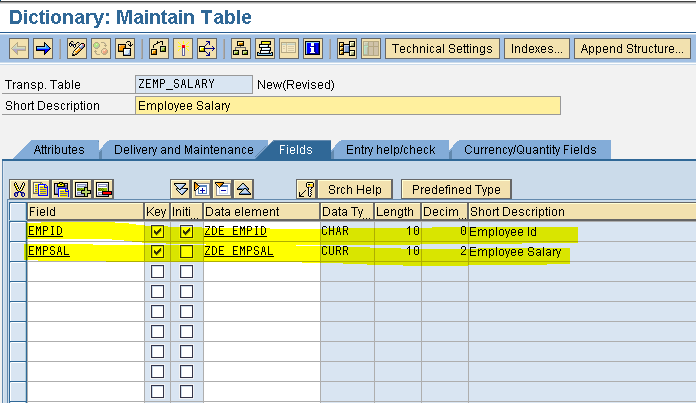 Dictionary: Maintain Table
Technical Settings Indexes... Append Structure...
Transp. Table ZEMP_SALARY New(Revised)
Short Description Employee Salary
Attributes Delivery and Maintenance Fields Entry help/check Currency/Quantity Fields
Srch Help Predefined Type
Field Key Initi... Data element Data Ty... Length Decim... Short Description
EMPID ZDE_EMPID CHAR 10 0 Employee Id
EMPSAL ZDE_EMPSAL CURR 10 2 Employee Salary